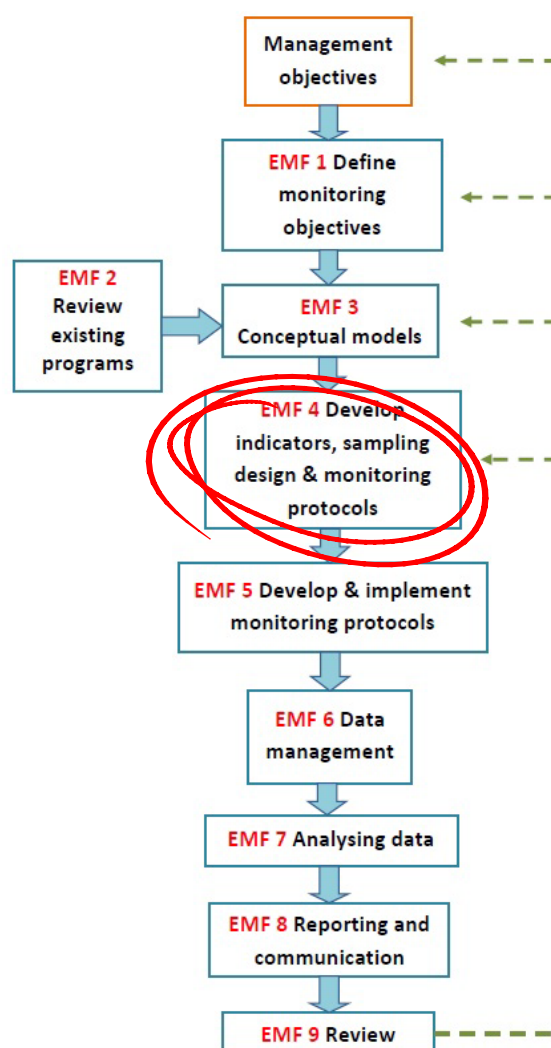 Management
objectives
EMF 1 Define
monitoring
objectives
EMF 2
Review
existing
programs
EMF 3
Conceptual models
EMF 4 Develop
indicators, sampling
design & monitoring
protocols
EMF 5 Develop & implement
monitoring protocols
EMF 6 Data
management
EMF 7 Analysing data
EMF 8 Reporting and
communication
EMF 9 Review